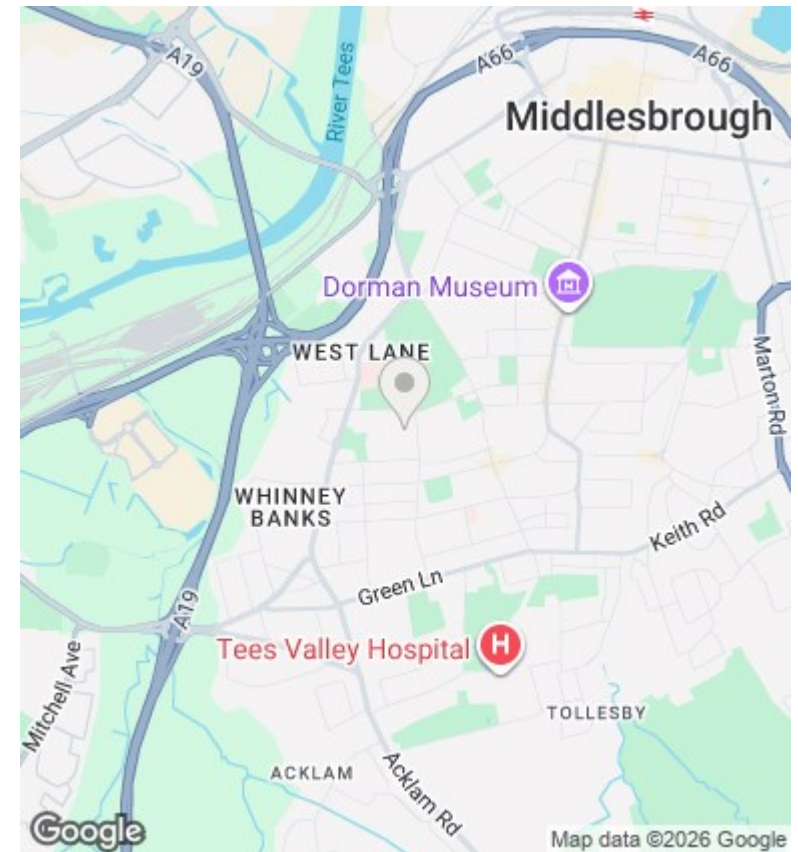 A19
River Tees
A66
A66
Middlesbrough
Dorman Museum
WEST LANE
Marton Rd
WHINNEY
BANKS
Keith Rd
Green Ln
A19
Tees Valley Hospital
H
Mitchell Ave
TOLLESBY
ACKLAM
Acklam Rd
Google
Map data ©2026 Google